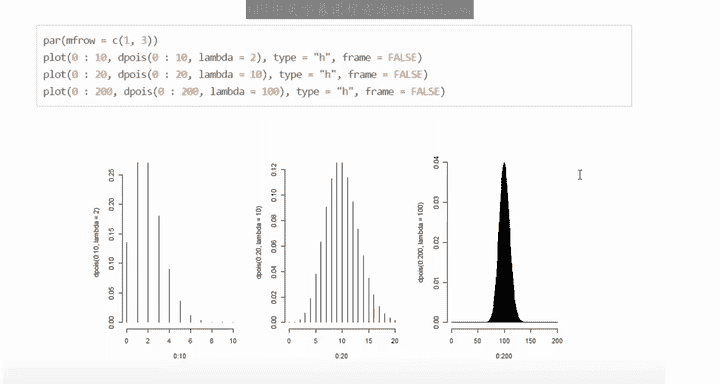 par(mfrow = c(1, 3))
plot(0 : 10, dpois(0 : 10, lambda = 2), type = "h", frame = FALSE)
plot(0 : 20, dpois(0 : 20, lambda = 10), type = "h", frame = FALSE)
plot(0 : 200, dpois(0 : 200, lambda = 100), type = "h", frame = FALSE)
dpois(0:10, lambda = 2)
0.00 0.05 0.10 0.15 0.20 0.25
0 2 4 6 8 10
0:10
dpois(0:20, lambda = 10)
0.00 0.02 0.04 0.06 0.08 0.10 0.12
0 5 10 15 20
0:20
dpois(0:200, lambda = 100)
0.00 0.01 0.02 0.03 0.04
0 50 100 150 200
0:200